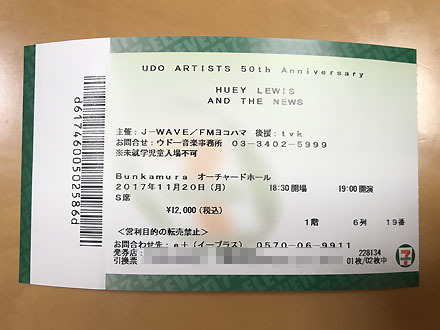 UDO ARTISTS 50th Anniversary
HUEY LEWIS
AND THE NEWS
主催：J-WAVE／FMヨコハマ 後援：tvk
お問合せ：ウドー音楽事務所 03-3402-5999
※未就学児童入場不可
Bunkamura オーチャードホール
2017年11月20日（月） 18:30開場 19:00開演
S席
¥12,000（税込）
1階 6列 19番
＜営利目的の転売禁止＞
お問合わせ先：e+（イープラス） 0570-06-9911
発券店：
228134
引換票
01枚/02枚中
d6174600502586d